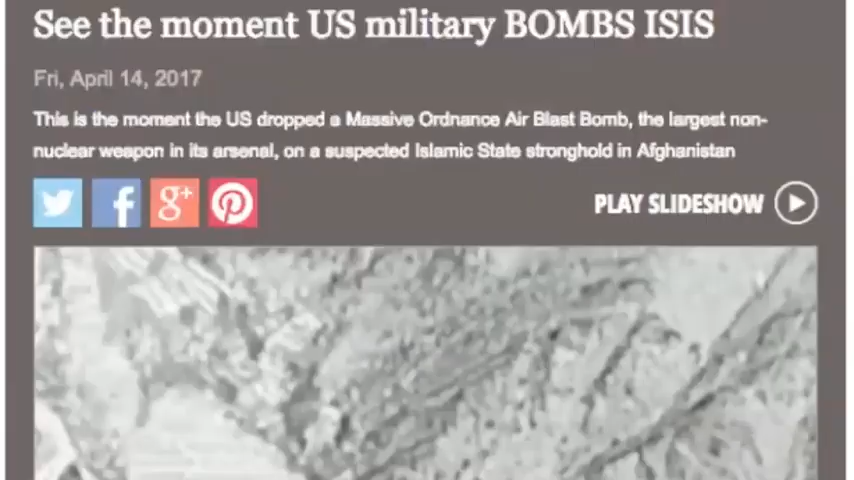 See the moment US military BOMBS ISIS
Fri, April 14, 2017
This is the moment the US dropped a Massive Ordnance Air Blast Bomb, the largest non-
nuclear weapon in its arsenal, on a suspected Islamic State stronghold in Afghanistan
f g+
PLAY SLIDESHOW